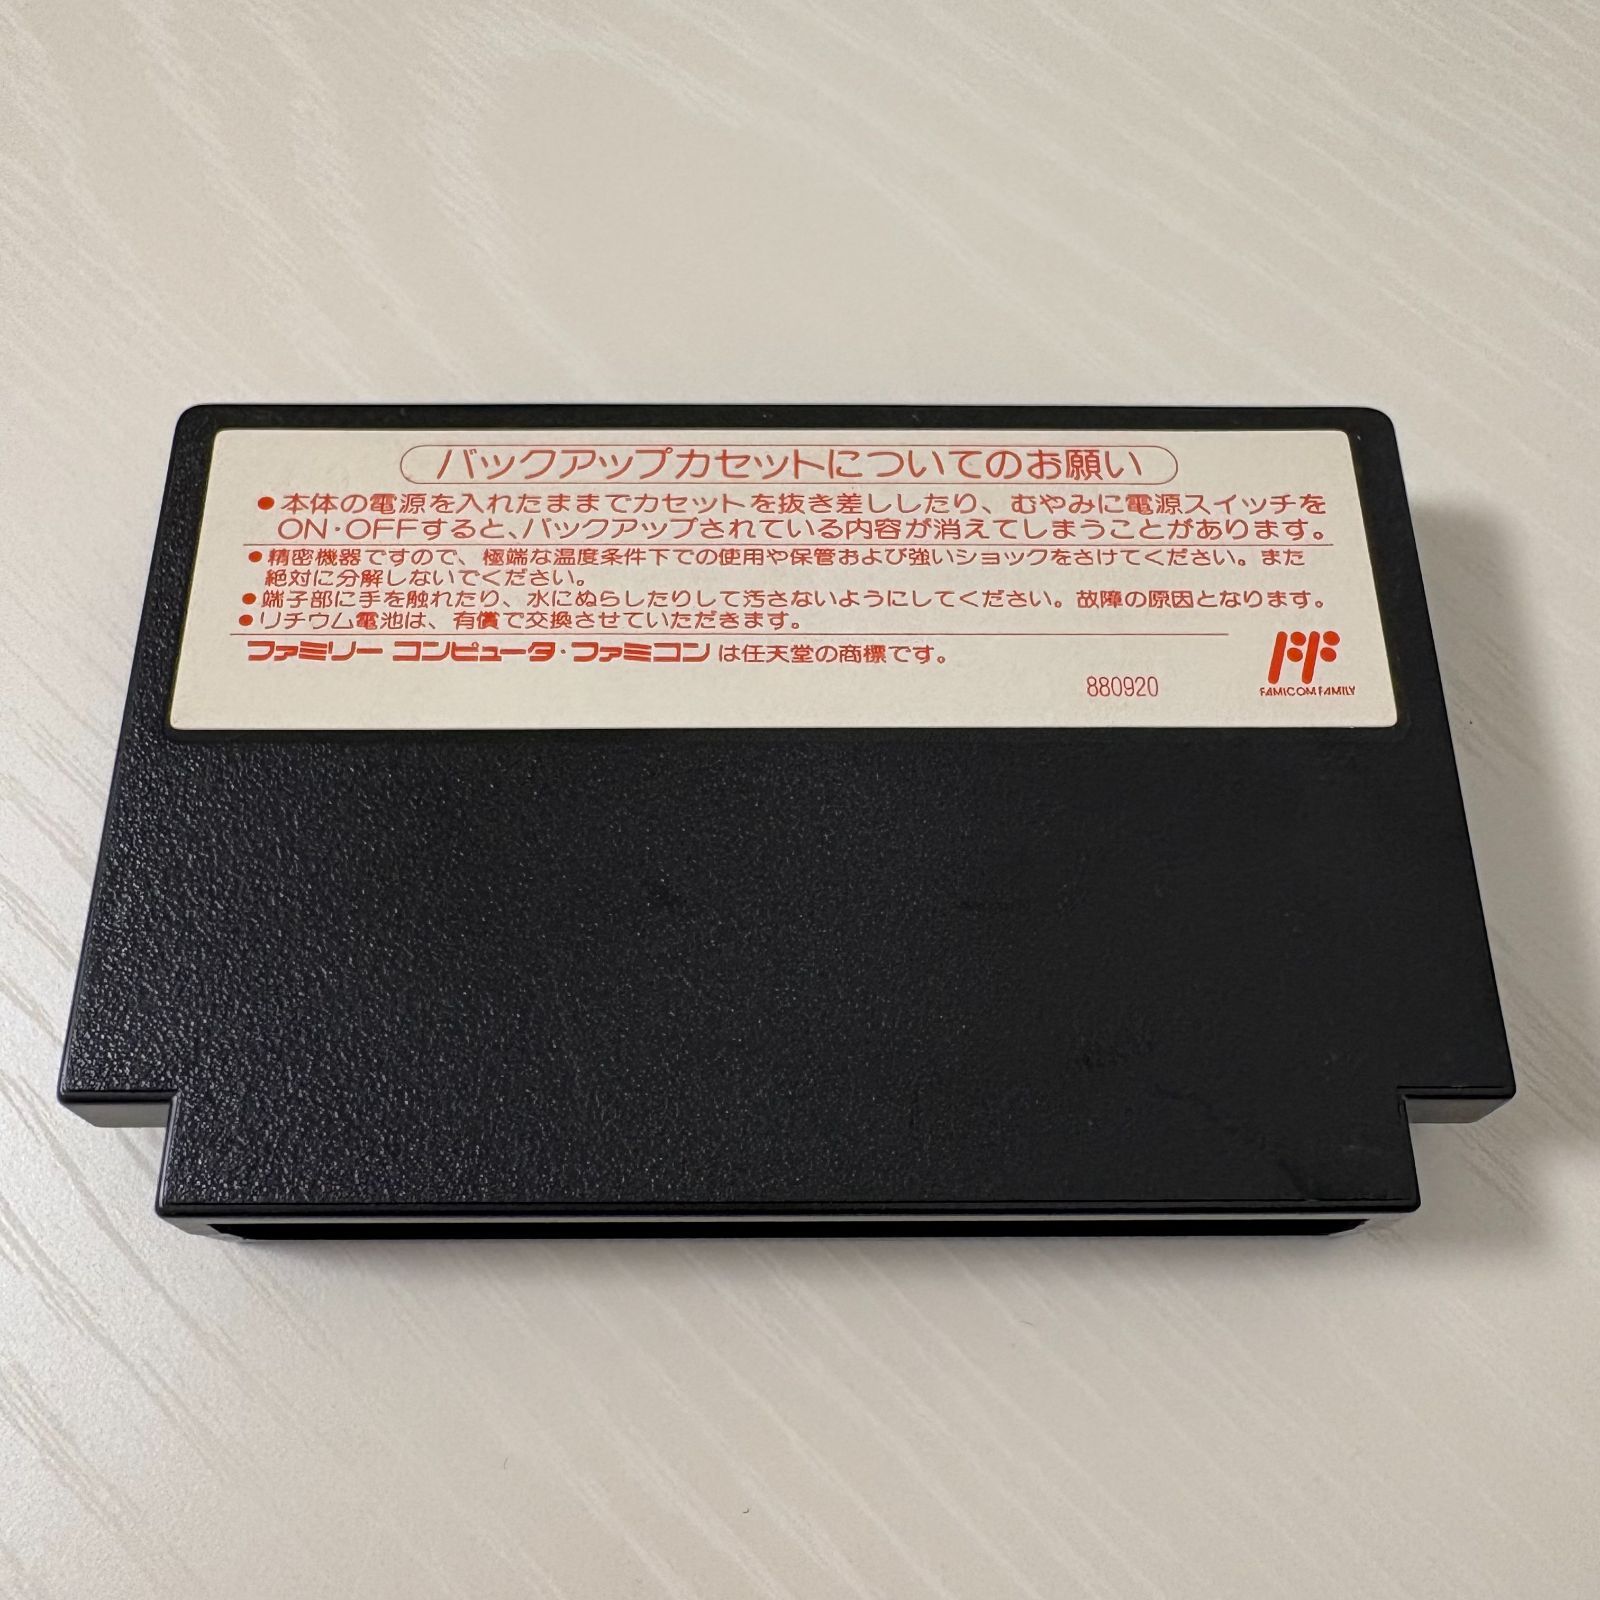 バックアップカセットについてのお願い
●本体の電源を入れたままでカセットを抜き差ししたり、むやみに電源スイッチを
ON・OFFすると、バックアップされている内容が消えてしまうことがあります。
●精密機器ですので、極端な温度条件下での使用や保管および強いショックをさけてください。また
絶対に分解しないでください。
●端子部に手を触れたり、水にぬらしたりして汚さないようにしてください。故障の原因となります。
●リチウム電池は、有償で交換させていただきます。
ファミリー コンピュータ・ファミコン は任天堂の商標です。
880920
FF
FAMICOM FAMILY